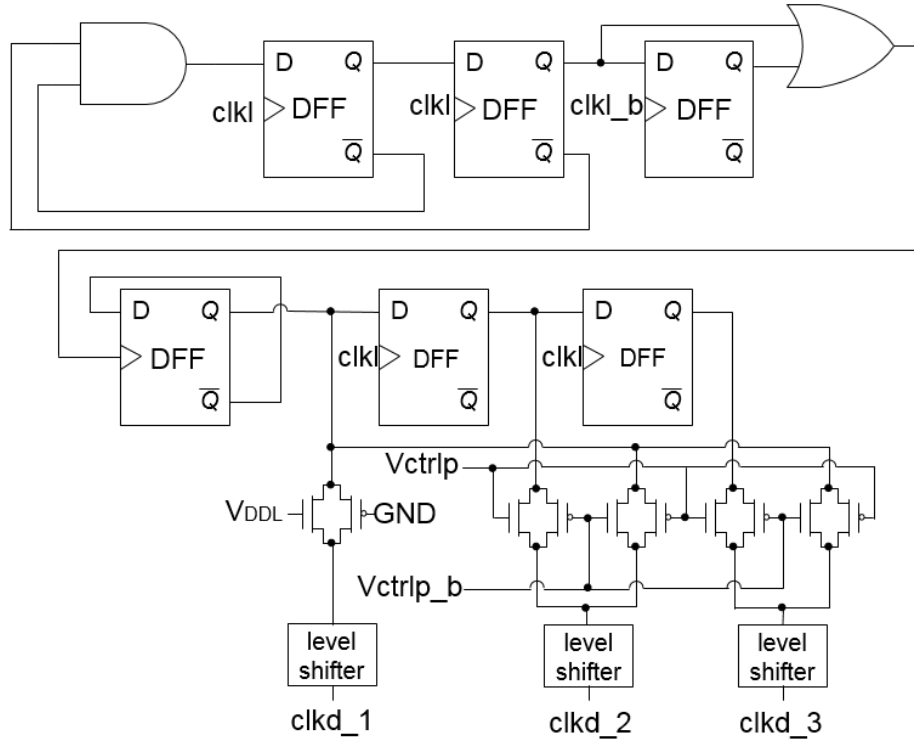 D Q D Q D Q
clkl DFF clkl DFF clkl_b DFF
Q Q Q
D Q D Q D Q
DFF clkl DFF clkl DFF
Q Q Q
Vctrlp
VDDL GND
Vctrlp_b
level shifter
level shifter
level shifter
clkd_1 clkd_2 clkd_3